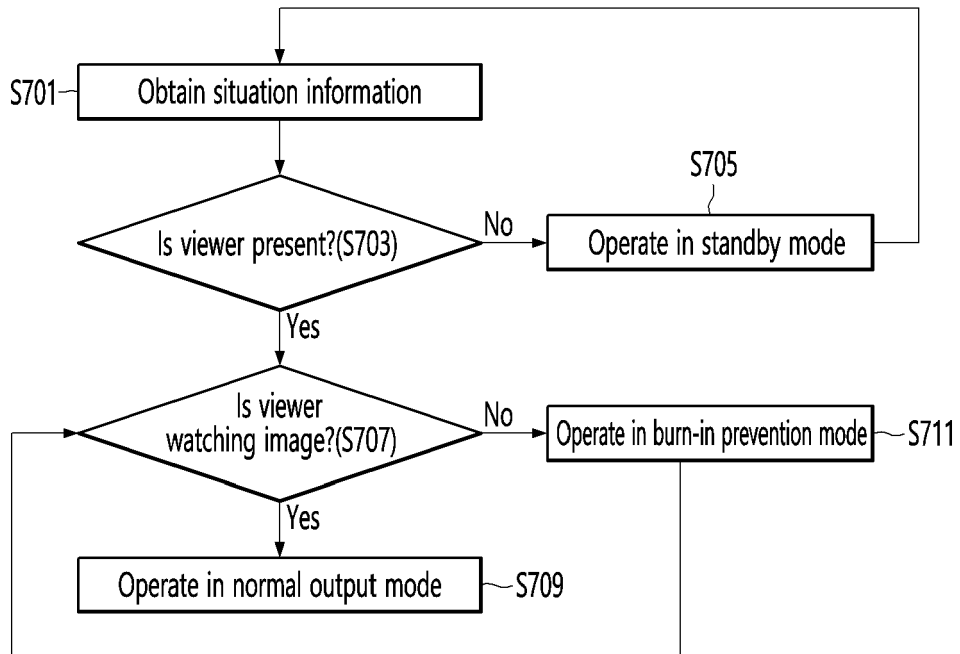 S701
Obtain situation information
S705
Is viewer present?(S703)
No
Operate in standby mode
Yes
Is viewer
watching image?(S707)
No
Operate in burn-in prevention mode
S711
Yes
Operate in normal output mode
S709